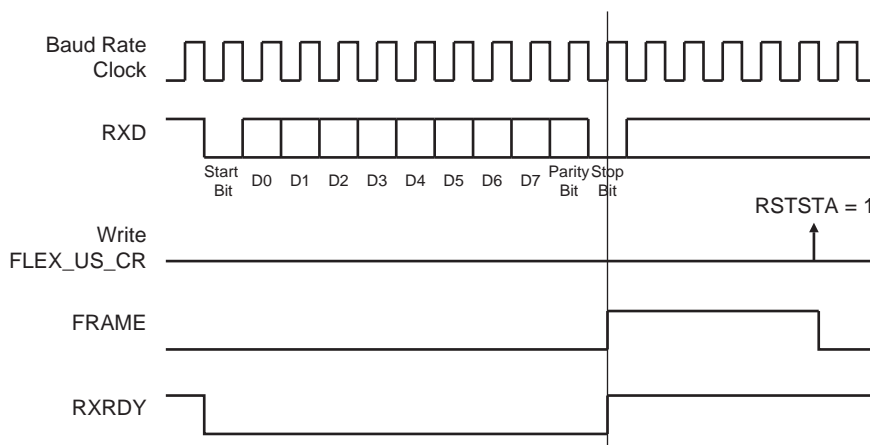 Baud Rate
Clock
RXD
Start
Bit
D0
D1
D2
D3
D4
D5
D6
D7
Parity
Bit
Stop
Bit
RSTSTA = 1
Write
FLEX_US_CR
FRAME
RXRDY